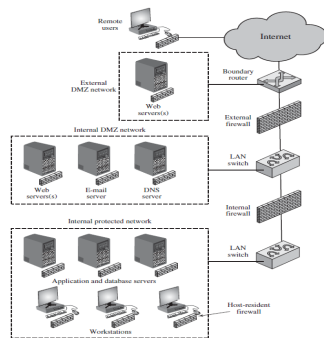 Remote
users
Internet
External
DMZ network
Boundary
router
Web
servers(s)
External
firewall
Internal DMZ network
Web
servers(s)
E-mail
server
DNS
server
LAN
switch
Internal
firewall
Internal protected network
LAN
switch
Application and database servers
Host-resident
firewall
Workstations